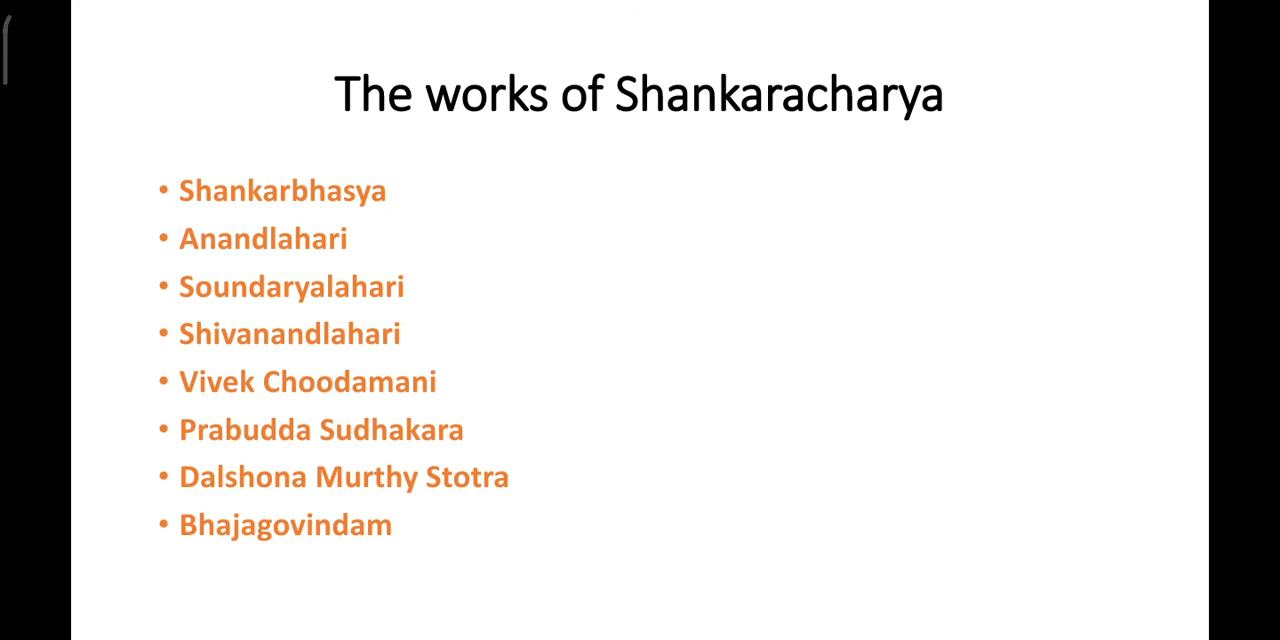 The works of Shankaracharya
• Shankarbhasya
• Anandlahari
• Soundaryalahari
• Shivanandlahari
• Vivek Choodamani
• Prabudda Sudhakara
• Dalshona Murthy Stotra
• Bhajagovindam